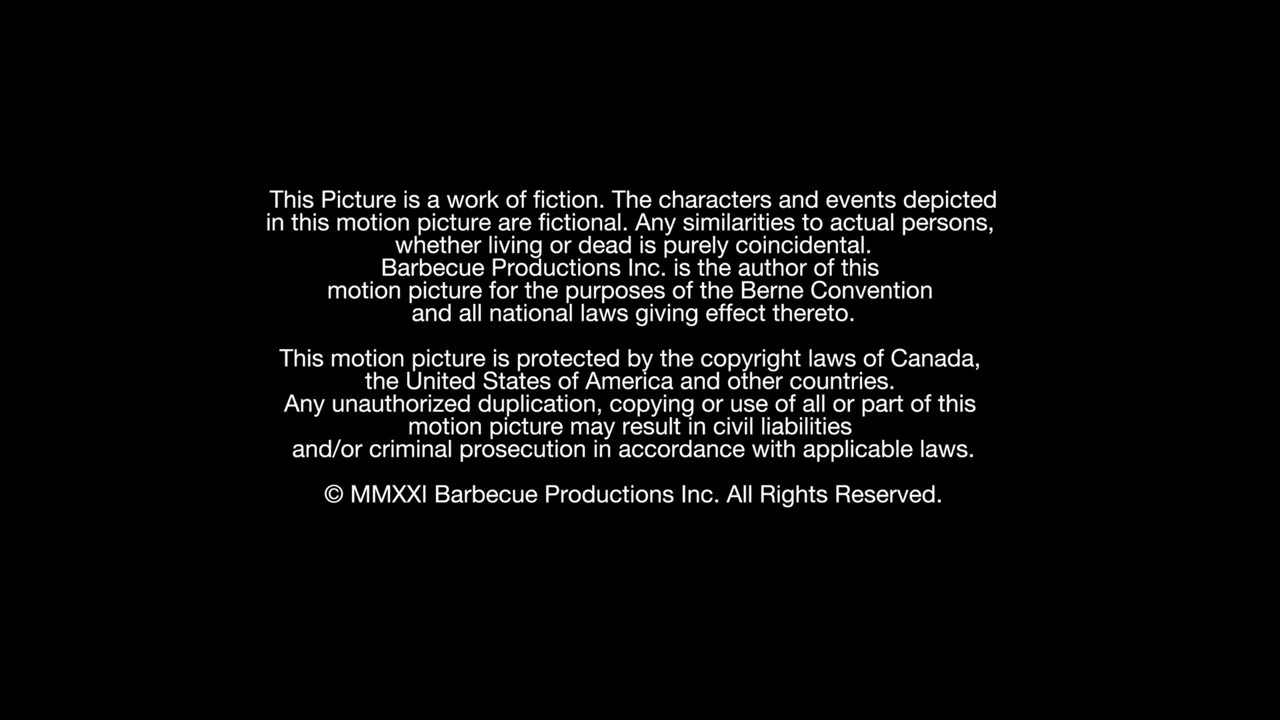 This Picture is a work of fiction. The characters and events depicted
in this motion picture are fictional. Any similarities to actual persons,
whether living or dead is purely coincidental.
Barbecue Productions Inc. is the author of this
motion picture for the purposes of the Berne Convention
and all national laws giving effect thereto.
This motion picture is protected by the copyright laws of Canada,
the United States of America and other countries.
Any unauthorized duplication, copying or use of all or part of this
motion picture may result in civil liabilities
and/or criminal prosecution in accordance with applicable laws.
© MMXXI Barbecue Productions Inc. All Rights Reserved.